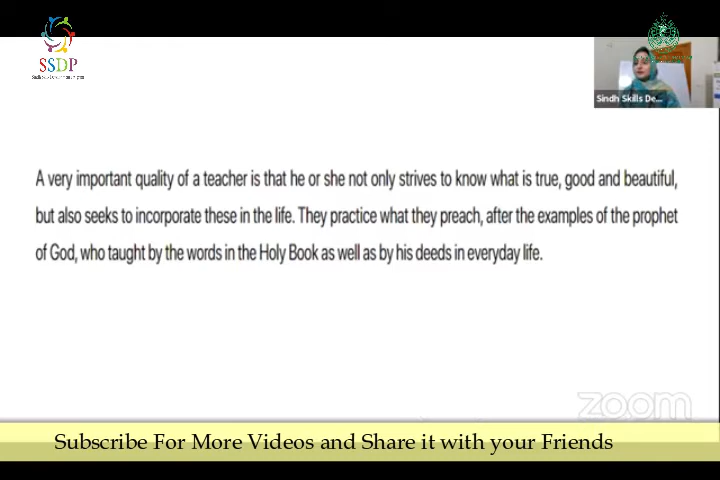 SSDP
Sindh Skills De...
A very important quality of a teacher is that he or she not only strives to know what is true, good and beautiful,
but also seeks to incorporate these in the life. They practice what they preach, after the examples of the prophet
of God, who taught by the words in the Holy Book as well as by his deeds in everyday life.
zoom
Subscribe For More Videos and Share it with your Friends